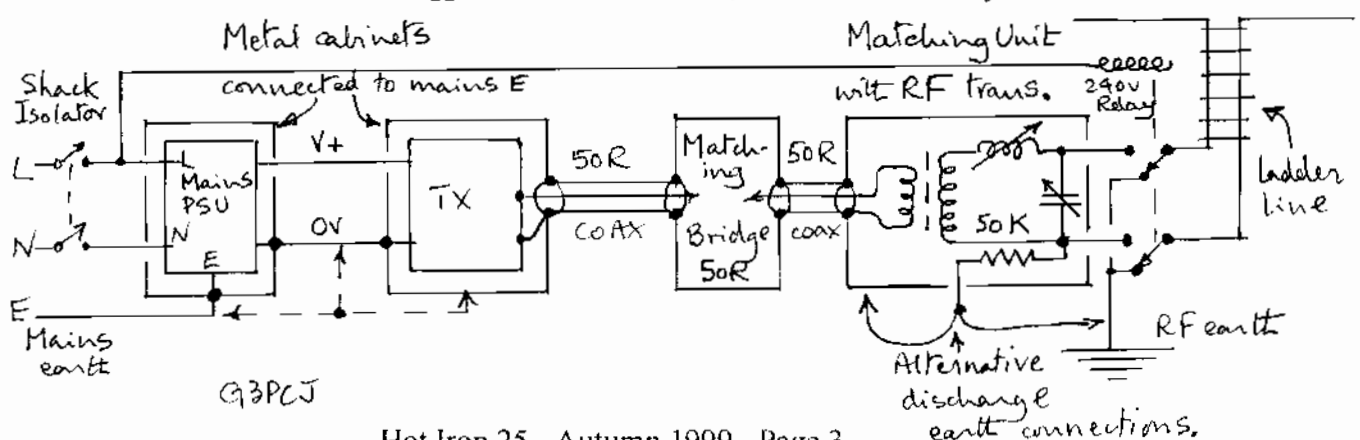 Metal cabinets
connected to mains E
Matching Unit
with RF trans.
Shack
Isolator
240v
Relay
L
N
E
Mains
earth
L
Mains
PSU
N
E
V+
0V
TX
50R
COAX
Match-
ing
Bridge
50R
50R
coax
50K
Ladder
line
RF earth
Alternative
discharge
earth connections.
G3PCJ
Hot Iron 25 - Autumn 1999 - Page 3